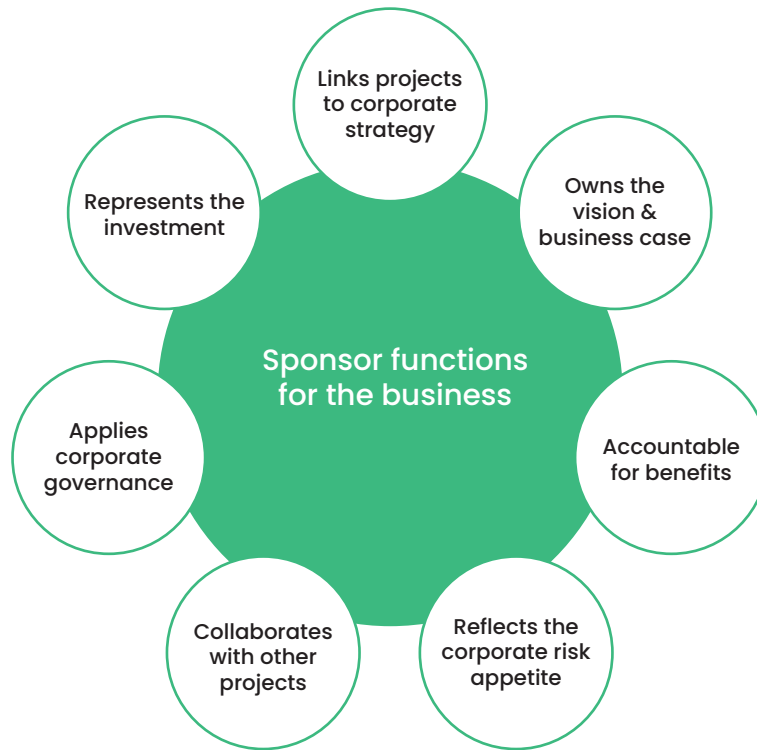 Links projects
to corporate
strategy
Owns the
vision &
business case
Accountable
for benefits
Reflects the
corporate risk
appetite
Collaborates
with other
projects
Applies
corporate
governance
Represents the
investment
Sponsor functions
for the business